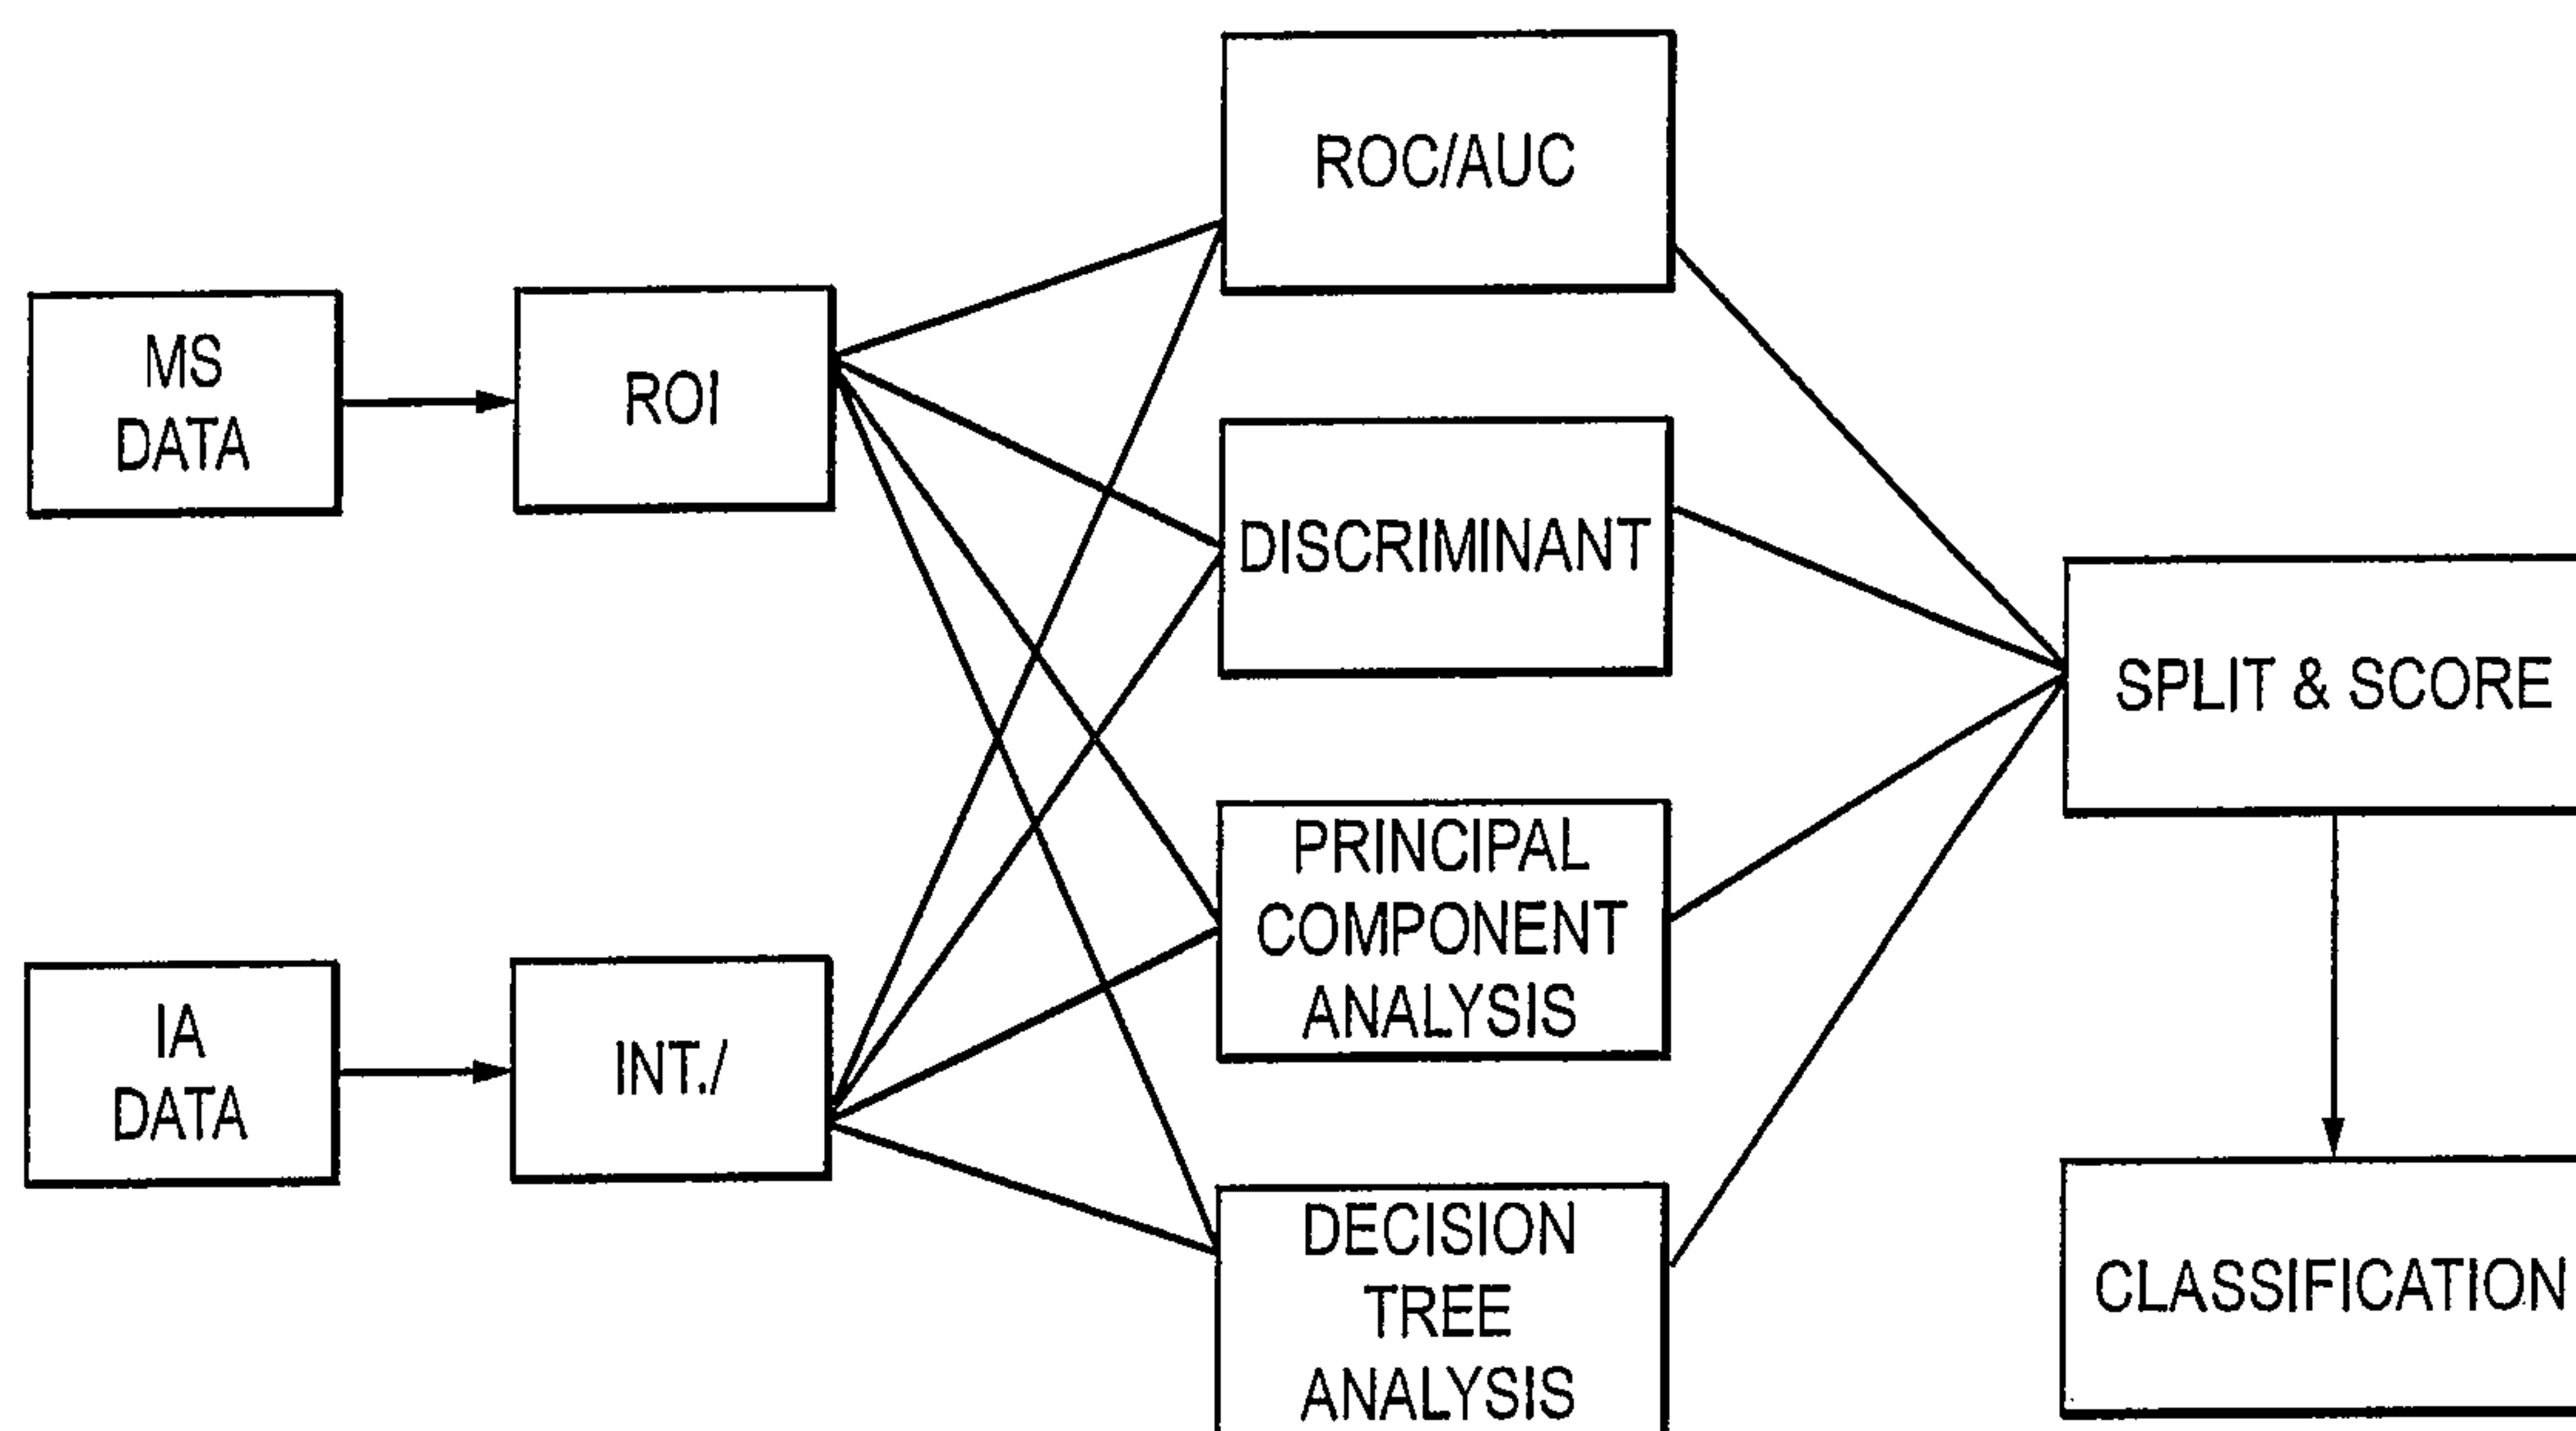 MS
DATA
ROI
IA
DATA
INT./
ROC/AUC
DISCRIMINANT
PRINCIPAL
COMPONENT
ANALYSIS
DECISION
TREE
ANALYSIS
SPLIT & SCORE
CLASSIFICATION